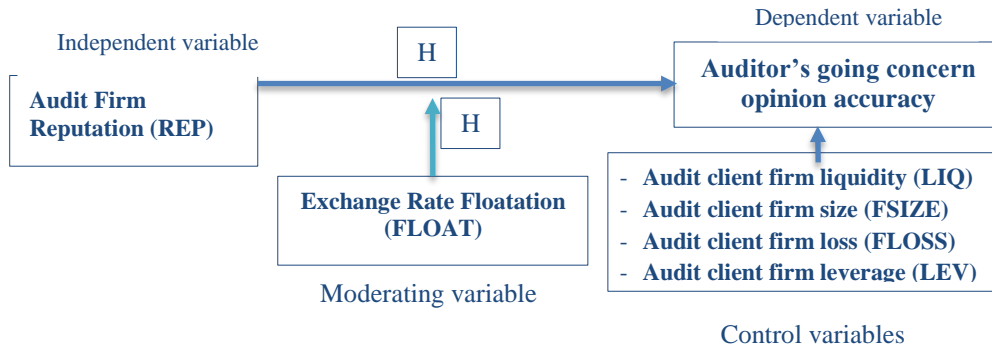 Dependent variable
Independent variable
H
Audit Firm
Reputation (REP)
Auditor's going concern
opinion accuracy
H
Exchange Rate Floatation
(FLOAT)
Moderating variable
- Audit client firm liquidity (LIQ)
- Audit client firm size (FSIZE)
- Audit client firm loss (FLOSS)
- Audit client firm leverage (LEV)
Control variables